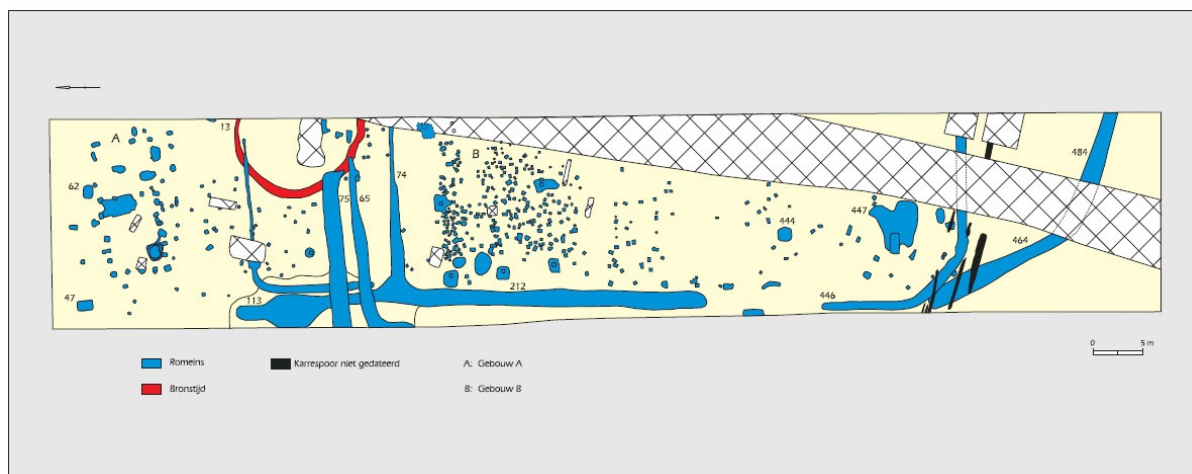 A
13
B
62
75
65
74
484
444
447
464
47
113
212
446
0 5 m
Romeins
Karrespoor niet gedateerd
A: Gebouw A
Bronstijd
B: Gebouw B